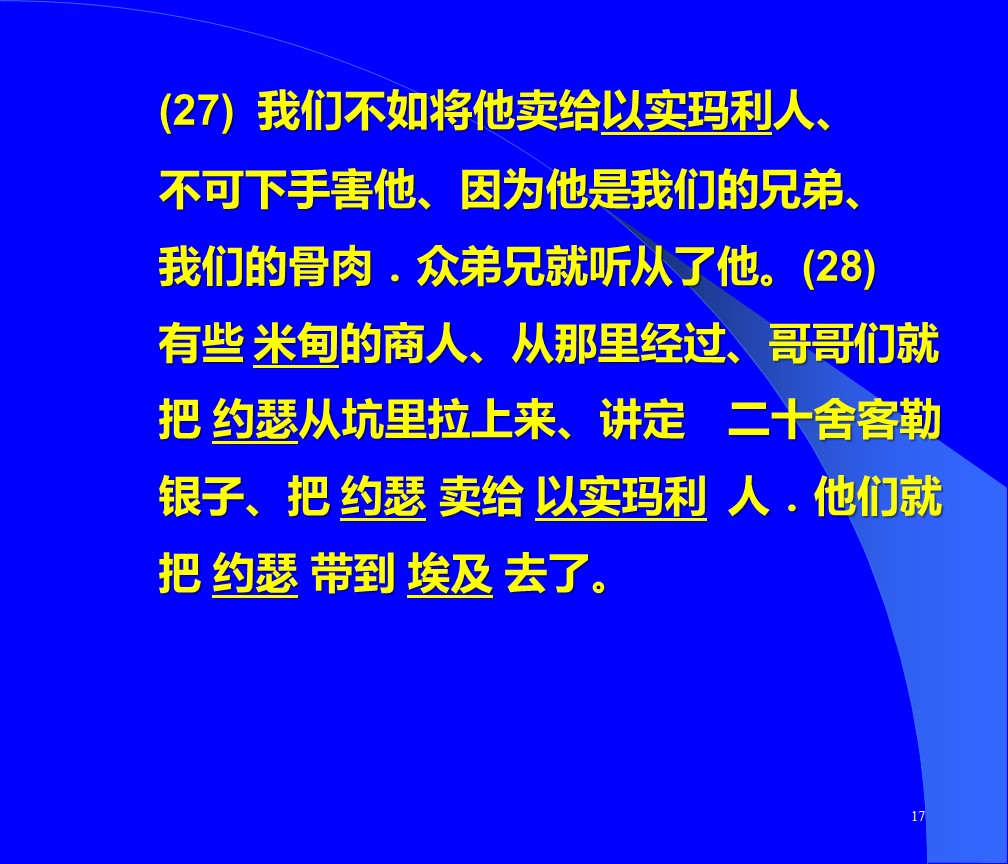 (27) 我们不如将他卖给以实玛利人、
不可下手害他、因为他是我们的兄弟、
我们的骨肉．众弟兄就听从了他。(28)
有些 米甸的商人、从那里经过、哥哥们就
把 约瑟从坑里拉上来、讲定　二十舍客勒
银子、把 约瑟 卖给 以实玛利 人．他们就
把 约瑟 带到 埃及 去了。
17